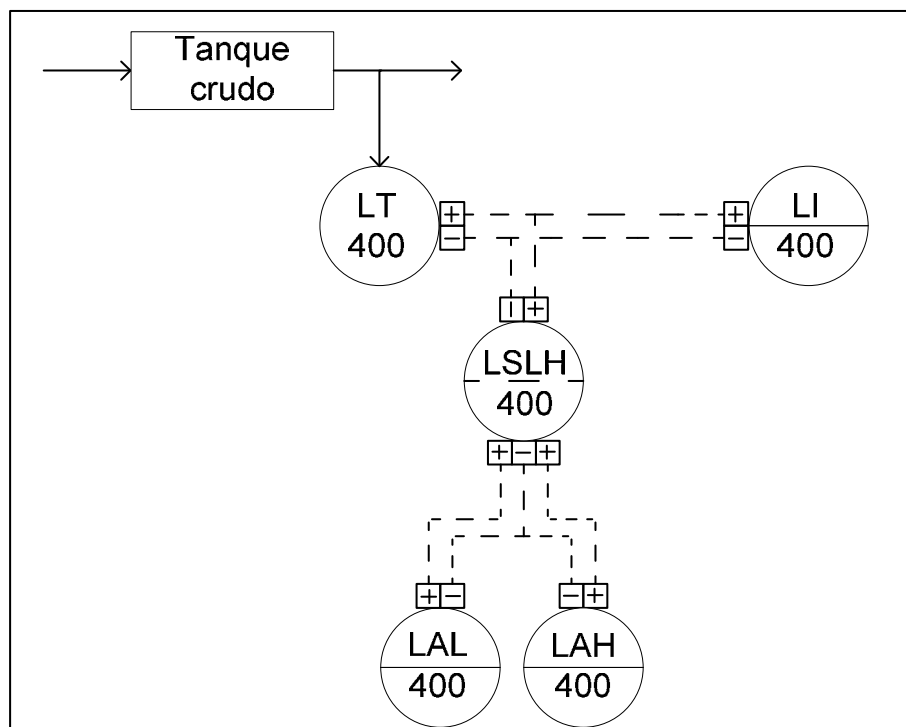 Tanque
crudo
LT
400
+
−
+
−
LI
400
| +
LSLH
400
+ − +
+ −
− +
LAL
400
LAH
400